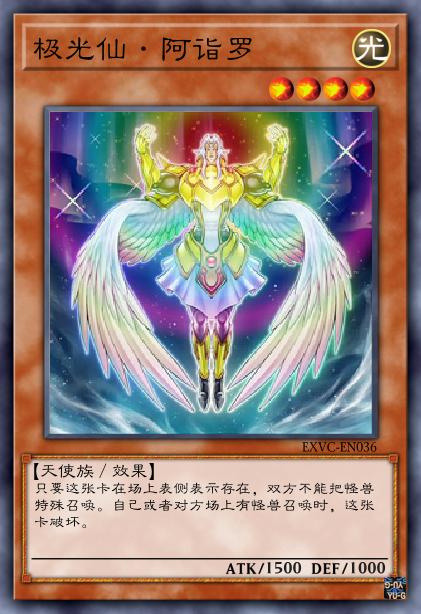 极光仙·阿诣罗
光
EXVC-EN036
【天使族/效果】
只要这张卡在场上表侧表示存在，双方不能把怪兽
特殊召唤。自己或者对方场上有怪兽召唤时，这张
卡破坏。
ATK/1500 DEF/1000
YU-G